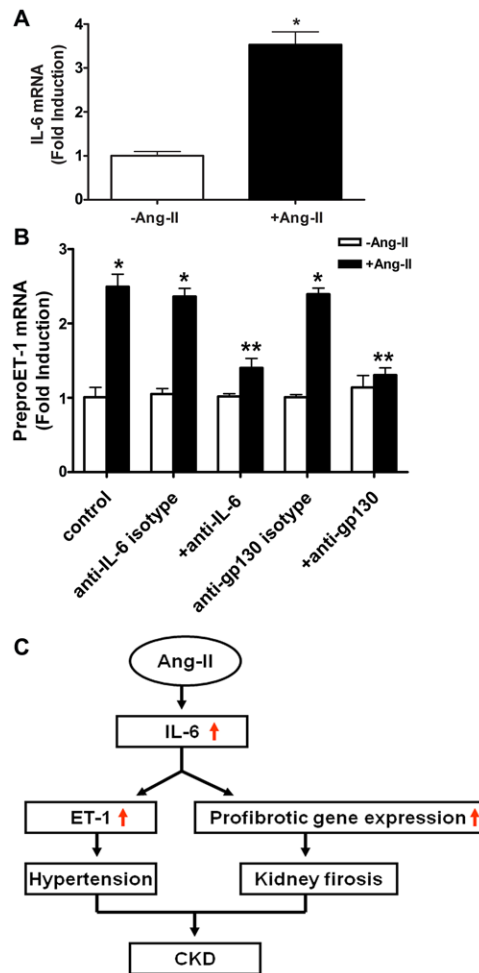 A
IL-6 mRNA
(Fold Induction)
5
4
3
2
1
0
*
-Ang-II
+Ang-II
B
PreproET-1 mRNA
(Fold Induction)
3
2
1
0
-Ang-II
+Ang-II
*
*
**
*
**
control
anti-IL-6 isotype
+anti-IL-6
anti-gp130 isotype
+anti-gp130
C
Ang-II
IL-6
ET-1
Profibrotic gene expression
Hypertension
Kidney firosis
CKD